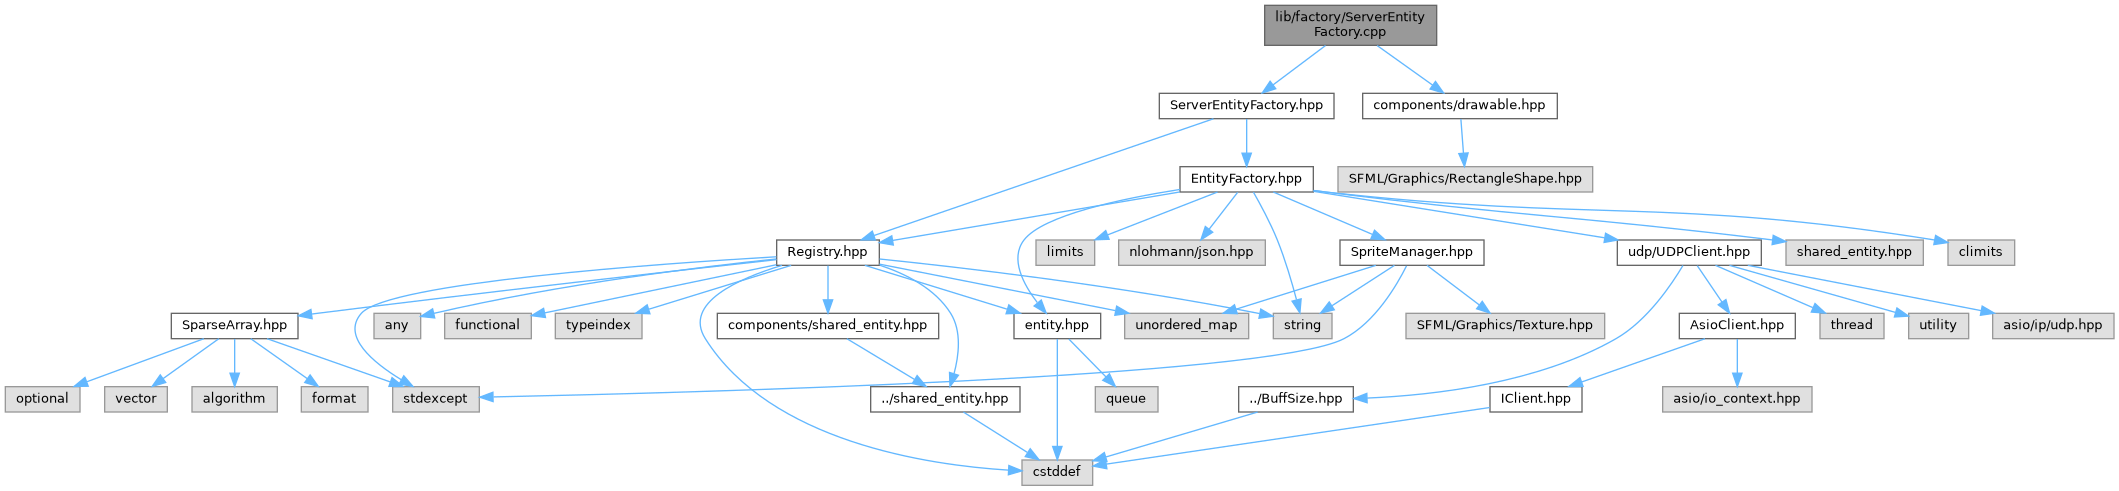 lib/factory/ServerEntity
Factory.cpp
ServerEntityFactory.hpp
components/drawable.hpp
EntityFactory.hpp
SFML/Graphics/RectangleShape.hpp
Registry.hpp
limits
nlohmann/json.hpp
SpriteManager.hpp
udp/UDPClient.hpp
shared_entity.hpp
climits
SparseArray.hpp
any
functional
typeindex
components/shared_entity.hpp
entity.hpp
unordered_map
string
SFML/Graphics/Texture.hpp
AsioClient.hpp
thread
utility
asio/ip/udp.hpp
optional
vector
algorithm
format
stdexcept
../shared_entity.hpp
queue
../BuffSize.hpp
IClient.hpp
asio/io_context.hpp
cstddef